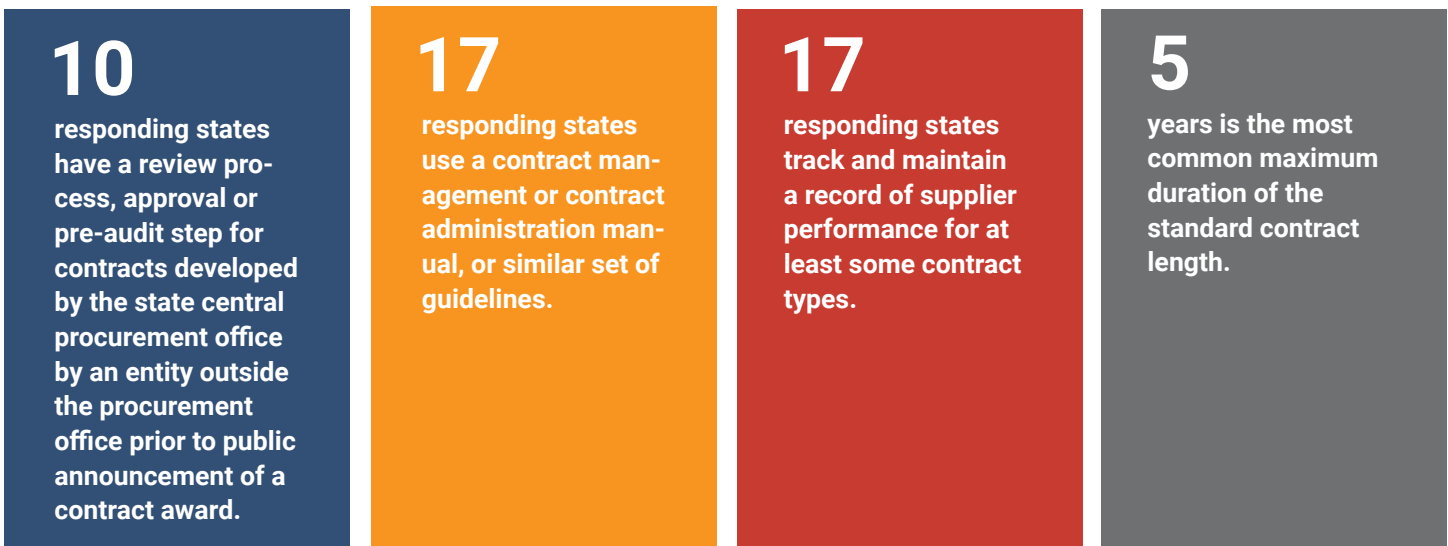 10
responding states
have a review pro-
cess, approval or
pre-audit step for
contracts developed
by the state central
procurement office
by an entity outside
the procurement
office prior to public
announcement of a
contract award.
17
responding states
use a contract man-
agement or contract
administration man-
ual, or similar set of
guidelines.
17
responding states
track and maintain
a record of supplier
performance for at
least some contract
types.
5
years is the most
common maximum
duration of the
standard contract
length.